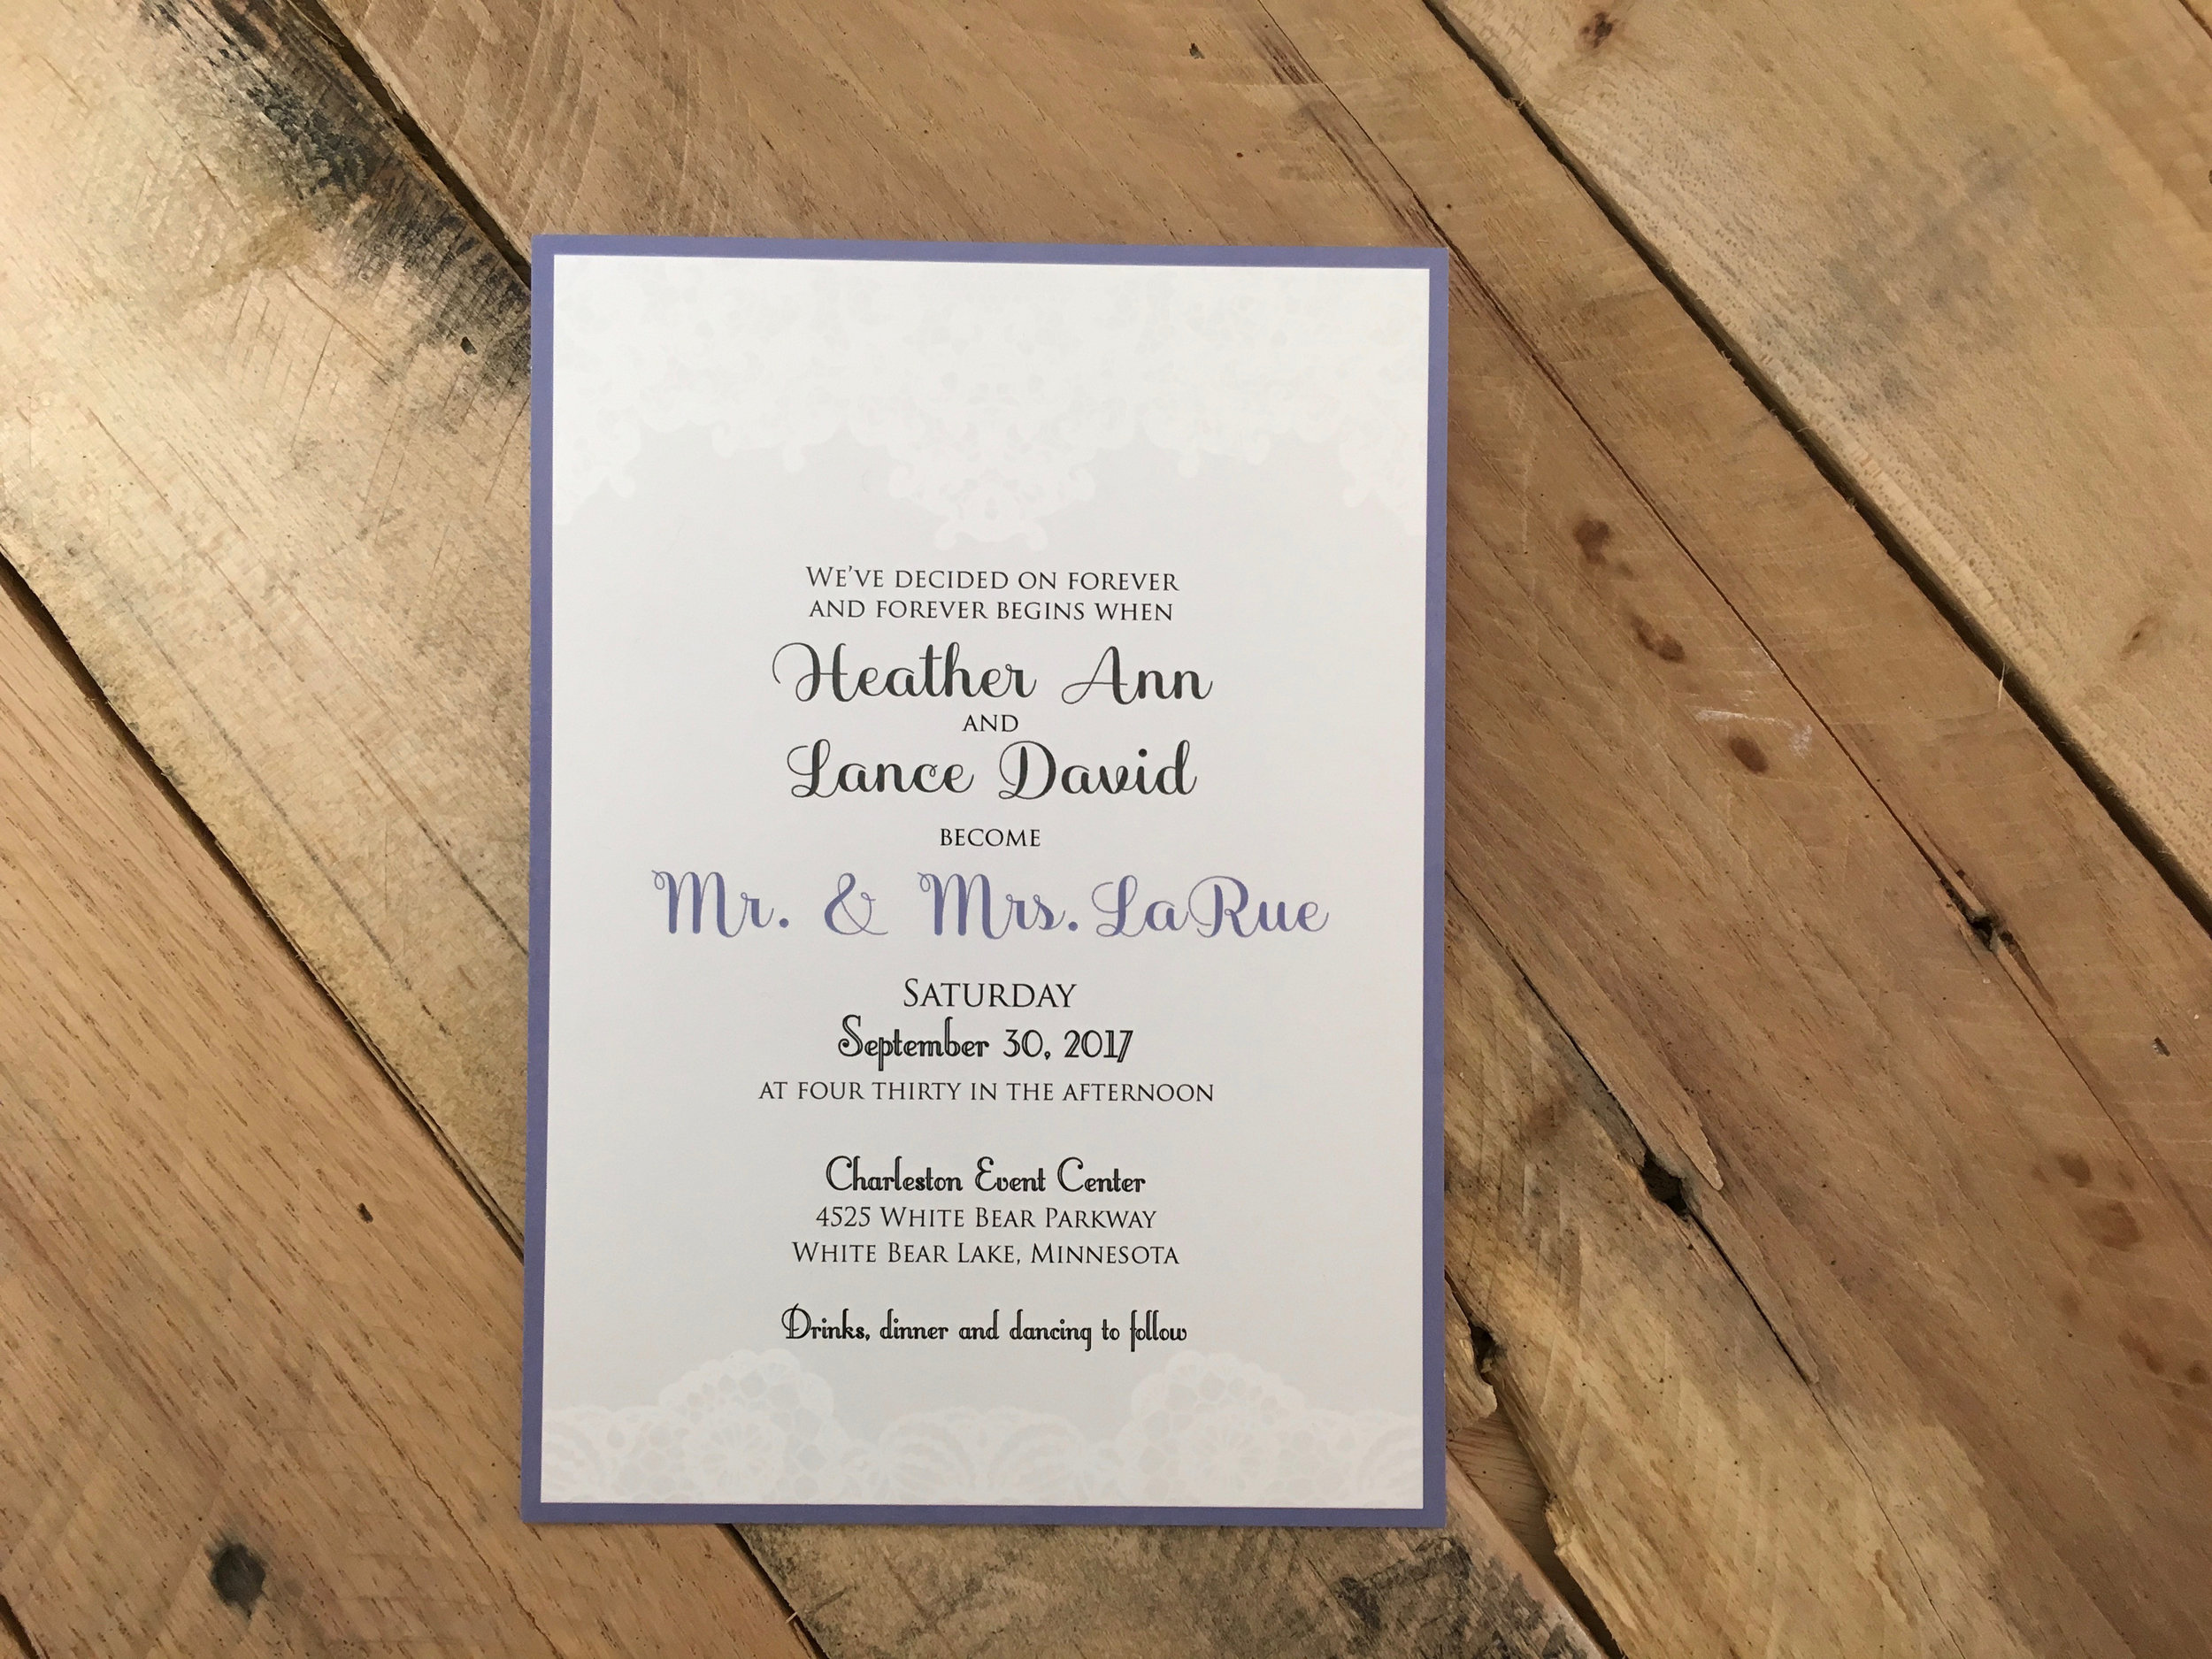 WE'VE DECIDED ON FOREVER
AND FOREVER BEGINS WHEN
Heather Ann
AND
Lance David
BECOME
Mr. & Mrs. LaRue
SATURDAY
September 30, 2017
AT FOUR THIRTY IN THE AFTERNOON
Charleston Event Center
4525 WHITE BEAR PARKWAY
WHITE BEAR LAKE, MINNESOTA
Drinks, dinner and dancing to follow